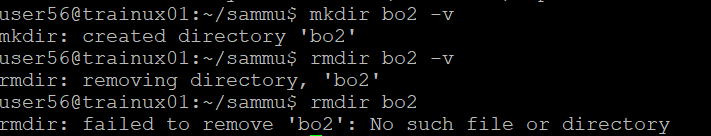 user56@trainux01:~/sammu$ mkdir bo2 -v
mkdir: created directory 'bo2'
user56@trainux01:~/sammu$ rmdir bo2 -v
rmdir: removing directory, 'bo2'
user56@trainux01:~/sammu$ rmdir bo2
rmdir: failed to remove 'bo2': No such file or directory